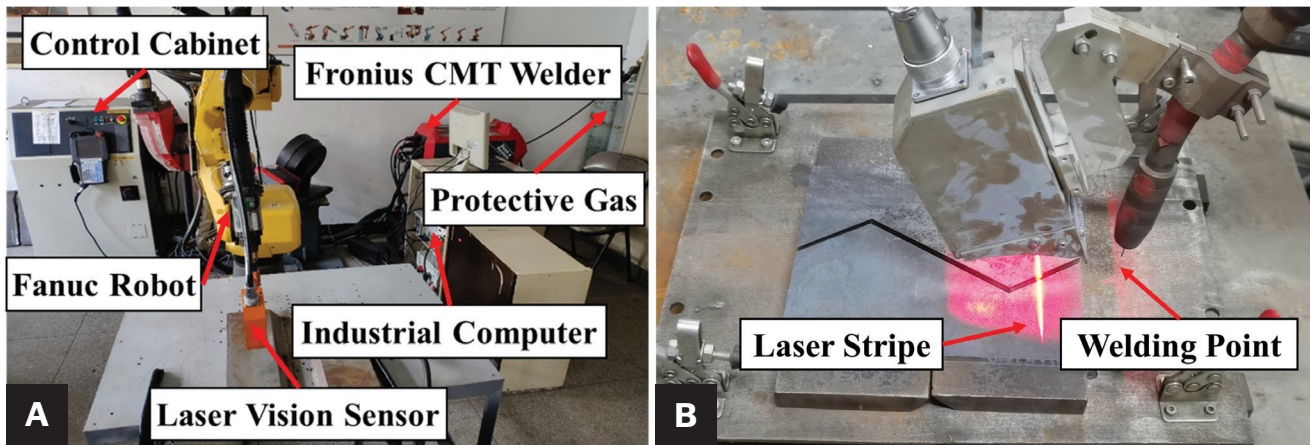 Control Cabinet
Fronius CMT Welder
Protective Gas
Fanuc Robot
Industrial Computer
Laser Vision Sensor
A
Laser Stripe
Welding Point
B